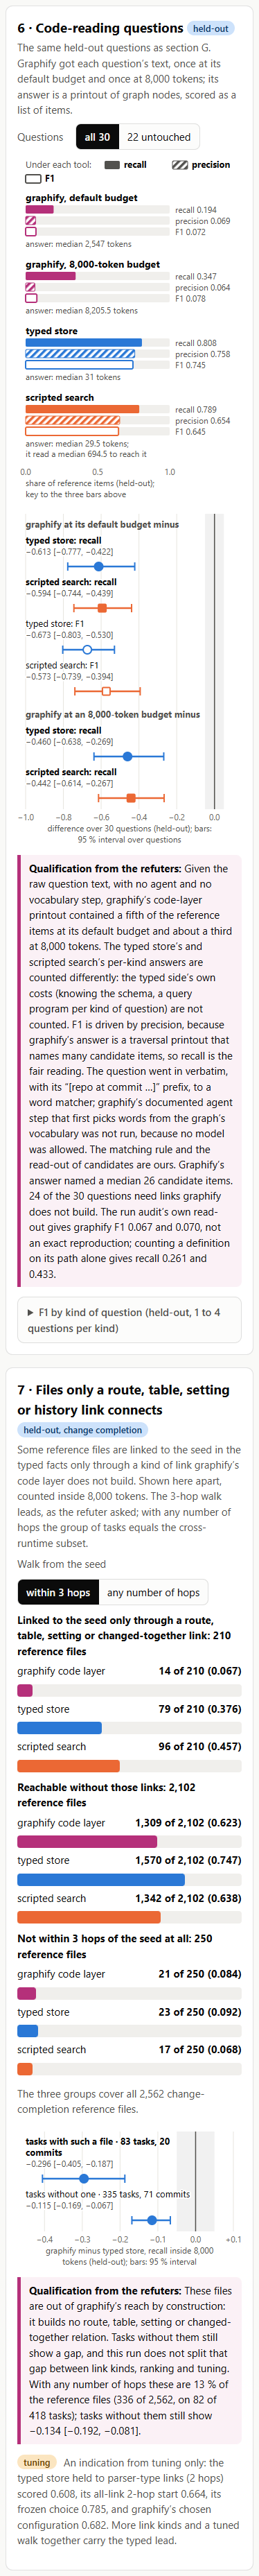 6 · Code-reading questions held-out
The same held-out questions as section G.
Graphify got each question's text, once at its
default budget and once at 8,000 tokens; its
answer is a printout of graph nodes, scored as a
list of items.
Questions all 30 22 untouched
Under each tool: recall precision
F1
graphify, default budget
recall 0.194
precision 0.069
F1 0.072
answer: median 2,547 tokens
graphify, 8,000-token budget
recall 0.347
precision 0.064
F1 0.078
answer: median 8,205.5 tokens
typed store
recall 0.808
precision 0.758
F1 0.745
answer: median 31 tokens
scripted search
recall 0.789
precision 0.654
F1 0.645
answer: median 29.5 tokens;
it read a median 694.5 to reach it
0.0 0.5 1.0
share of reference items (held-out);
key to the three bars above
graphify at its default budget minus
typed store: recall
−0.613 [−0.777, −0.422]
scripted search: recall
−0.594 [−0.744, −0.439]
typed store: F1
−0.673 [−0.803, −0.530]
scripted search: F1
−0.573 [−0.739, −0.394]
graphify at an 8,000-token budget minus
typed store: recall
−0.460 [−0.638, −0.269]
scripted search: recall
−0.442 [−0.614, −0.267]
−1.0 −0.8 −0.6 −0.4 −0.2 0.0
difference over 30 questions (held-out); bars:
95 % interval over questions
Qualification from the refuters: Given the
raw question text, with no agent and no
vocabulary step, graphify's code-layer
printout contained a fifth of the reference
items at its default budget and about a third
at 8,000 tokens. The typed store's and
scripted search's per-kind answers are
counted differently: the typed side's own
costs (knowing the schema, a query
program per kind of question) are not
counted. F1 is driven by precision, because
graphify's answer is a traversal printout that
names many candidate items, so recall is the
fair reading. The question went in verbatim,
with its "[repo at commit …]" prefix, to a
word matcher; graphify's documented agent
step that first picks words from the graph's
vocabulary was not run, because no model
was allowed. The matching rule and the
read-out of candidates are ours. Graphify's
answer named a median 26 candidate items.
24 of the 30 questions need links graphify
does not build. The run audit's own read-
out gives graphify F1 0.067 and 0.070, not
an exact reproduction; counting a definition
on its path alone gives recall 0.261 and
0.433.
▶ F1 by kind of question (held-out, 1 to 4
questions per kind)
7 · Files only a route, table, setting
or history link connects
held-out, change completion
Some reference files are linked to the seed in the
typed facts only through a kind of link graphify's
code layer does not build. Shown here apart,
counted inside 8,000 tokens. The 3-hop walk
leads, as the refuter asked; with any number of
hops the group of tasks equals the cross-
runtime subset.
Walk from the seed
within 3 hops any number of hops
Linked to the seed only through a route,
table, setting or changed-together link: 210
reference files
graphify code layer 14 of 210 (0.067)
typed store 79 of 210 (0.376)
scripted search 96 of 210 (0.457)
Reachable without those links: 2,102
reference files
graphify code layer 1,309 of 2,102 (0.623)
typed store 1,570 of 2,102 (0.747)
scripted search 1,342 of 2,102 (0.638)
Not within 3 hops of the seed at all: 250
reference files
graphify code layer 21 of 250 (0.084)
typed store 23 of 250 (0.092)
scripted search 17 of 250 (0.068)
The three groups cover all 2,562 change-
completion reference files.
tasks with such a file · 83 tasks, 20
commits
−0.296 [−0.405, −0.187]
tasks without one · 335 tasks, 71 commits
−0.115 [−0.169, −0.067]
−0.4 −0.3 −0.2 −0.1 0.0 +0.1
graphify minus typed store, recall inside 8,000
tokens (held-out); bars: 95 % interval
Qualification from the refuters: These files
are out of graphify's reach by construction:
it builds no route, table, setting or changed-
together relation. Tasks without them still
show a gap, and this run does not split that
gap between link kinds, ranking and tuning.
With any number of hops these are 13 % of
the reference files (336 of 2,562, on 82 of
418 tasks); tasks without them still show
−0.134 [−0.192, −0.081].
tuning An indication from tuning only: the
typed store held to parser-type links (2 hops)
scored 0.608, its all-link 2-hop start 0.664, its
frozen choice 0.785, and graphify's chosen
configuration 0.682. More link kinds and a tuned
walk together carry the typed lead.